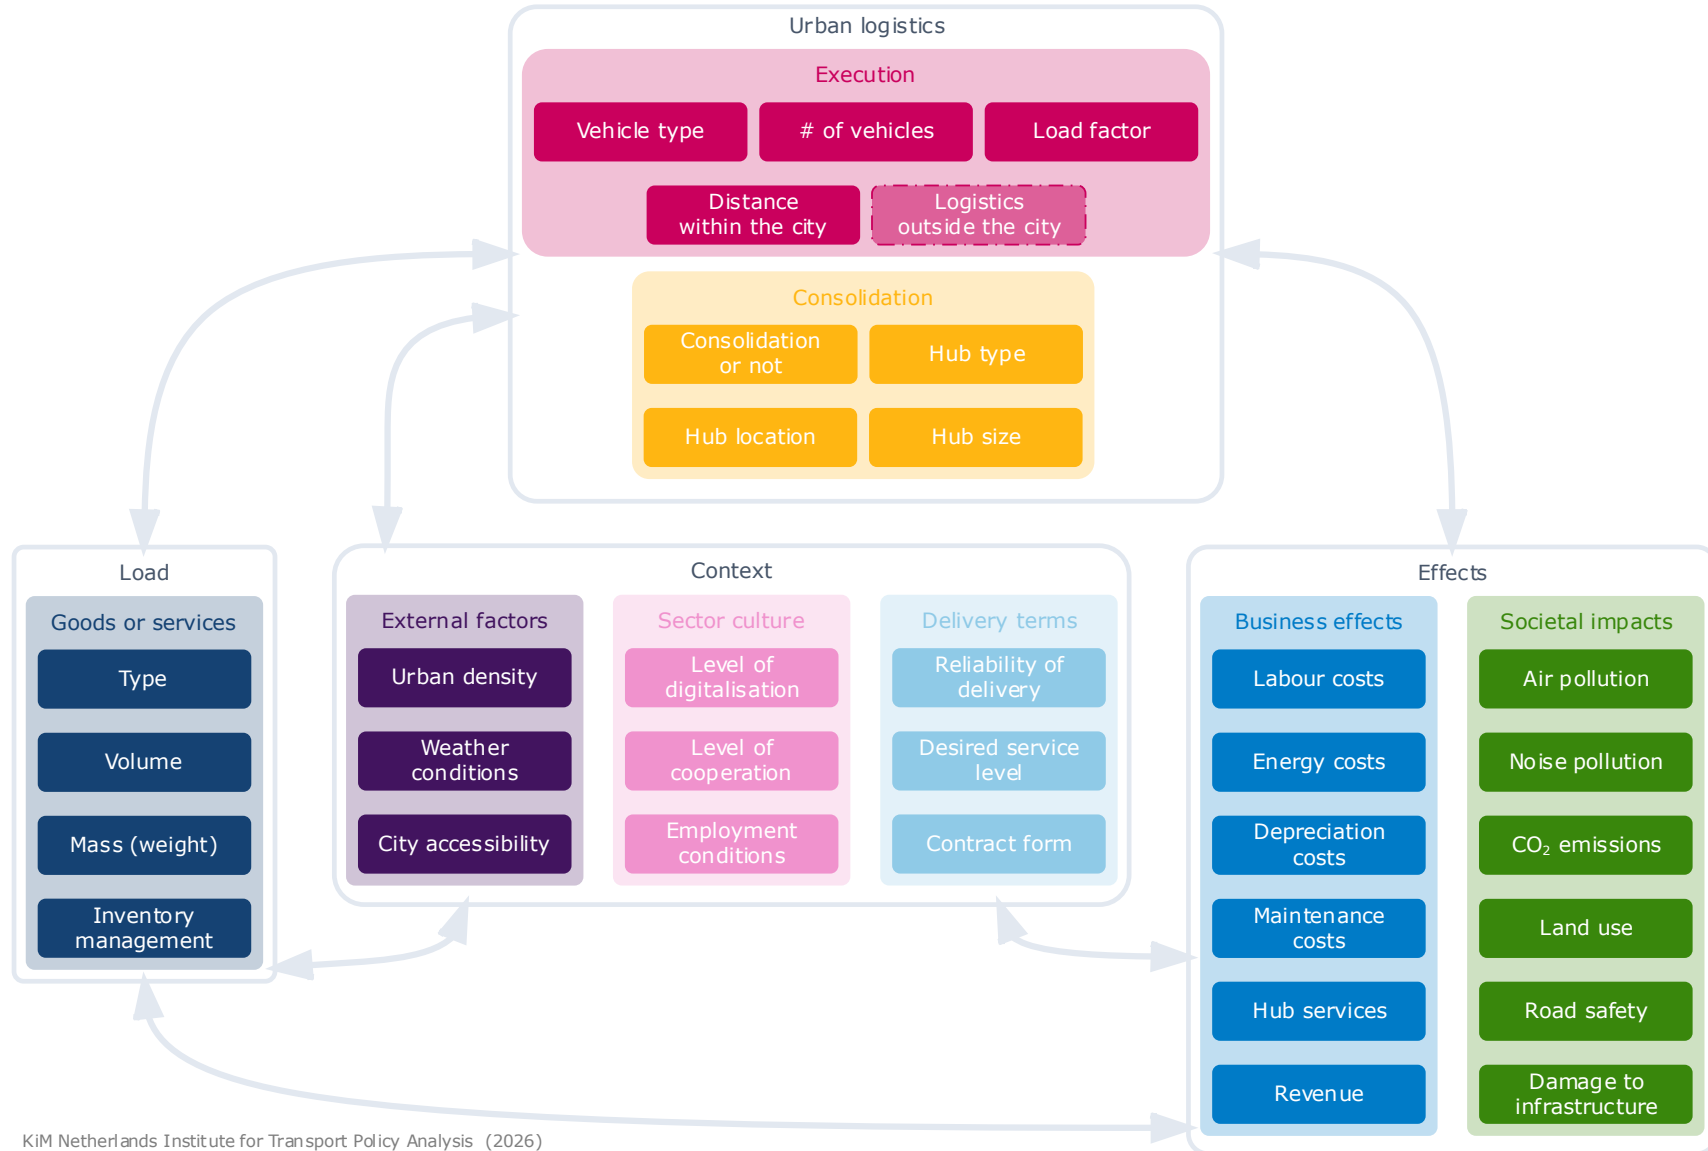 Urban logistics
Execution
Vehicle type
# of vehicles
Load factor
Distance
within the city
Logistics
outside the city
Consolidation
Consolidation
or not
Hub type
Hub location
Hub size
Load
Goods or services
Type
Volume
Mass (weight)
Inventory
management
Context
External factors
Urban density
Weather
conditions
City accessibility
Sector culture
Level of
digitalisation
Level of
cooperation
Employment
conditions
Delivery terms
Reliability of
delivery
Desired service
level
Contract form
Effects
Business effects
Labour costs
Energy costs
Depreciation
costs
Maintenance
costs
Hub services
Revenue
Societal impacts
Air pollution
Noise pollution
CO₂ emissions
Land use
Road safety
Damage to
infrastructure
KiM Netherlands Institute for Transport Policy Analysis (2026)